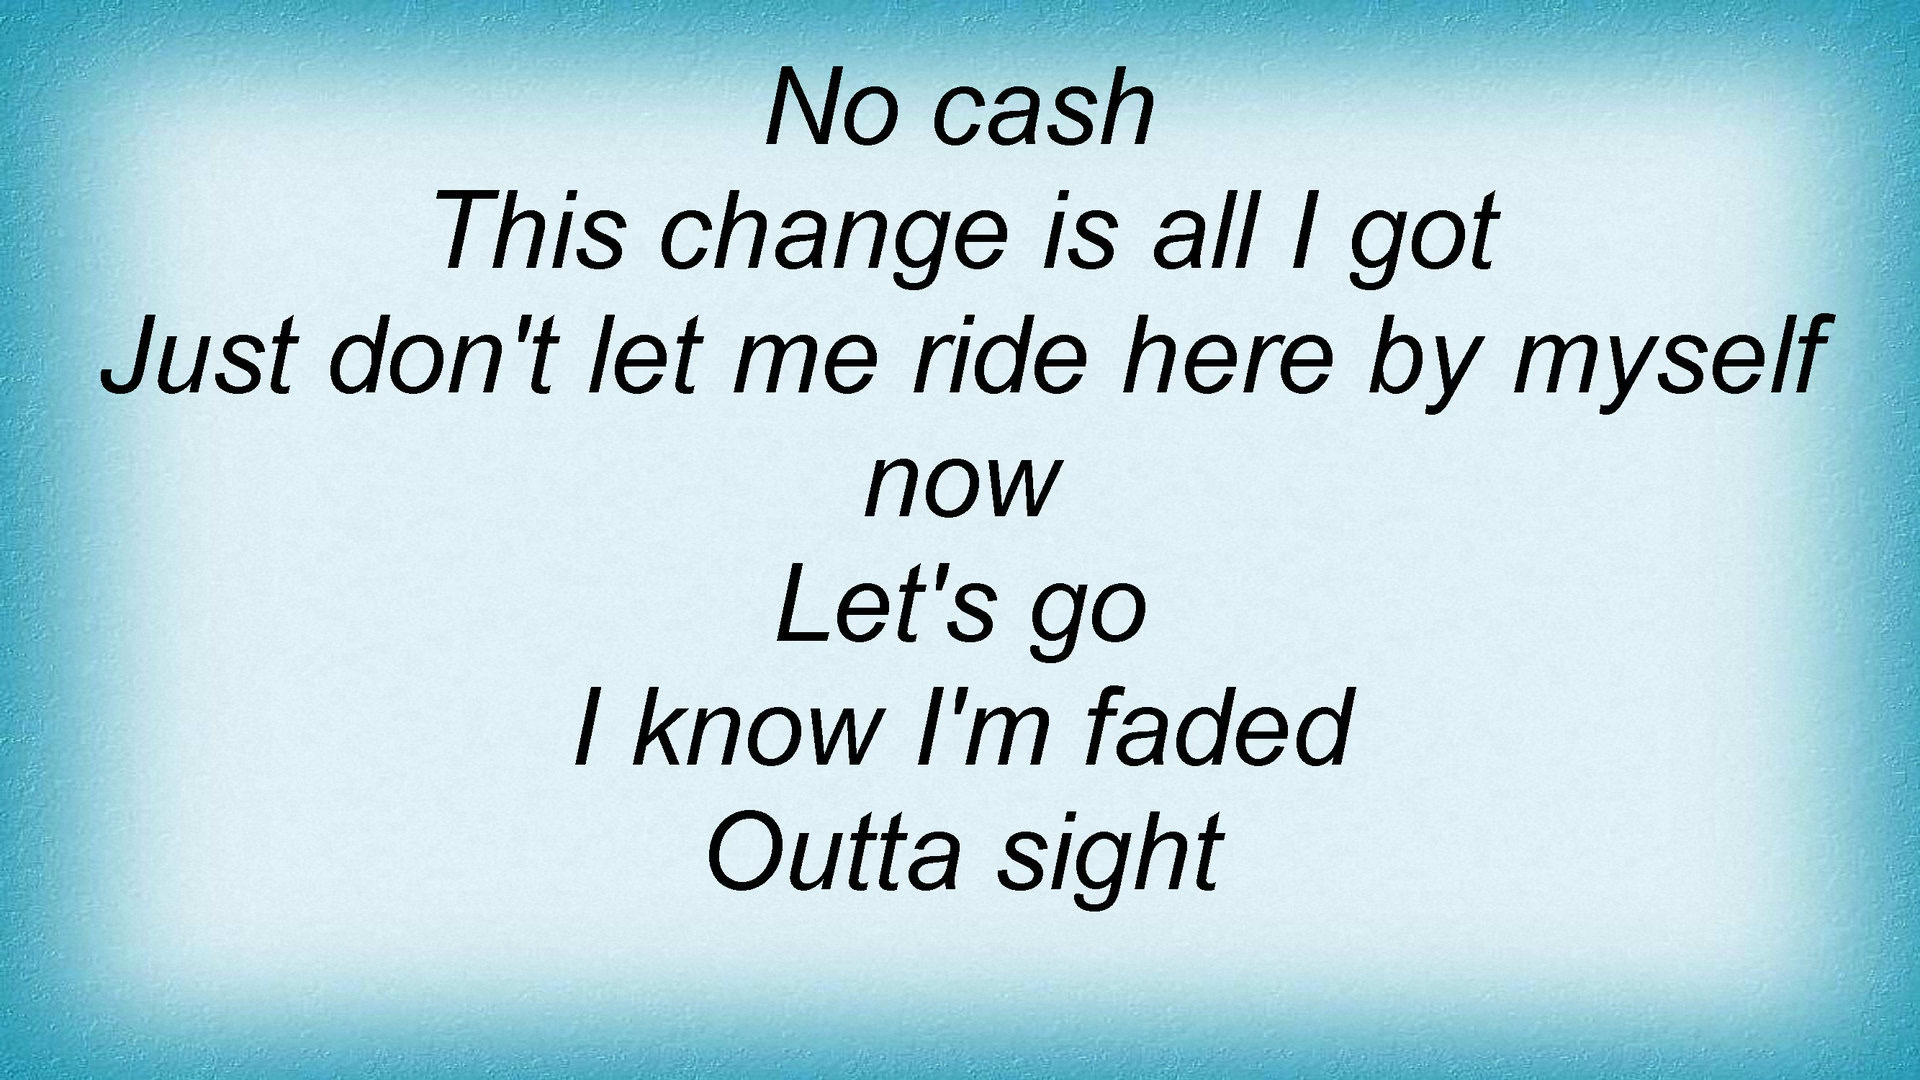 No cash
This change is all I got
Just don't let me ride here by myself
now
Let's go
I know I'm faded
Outta sight